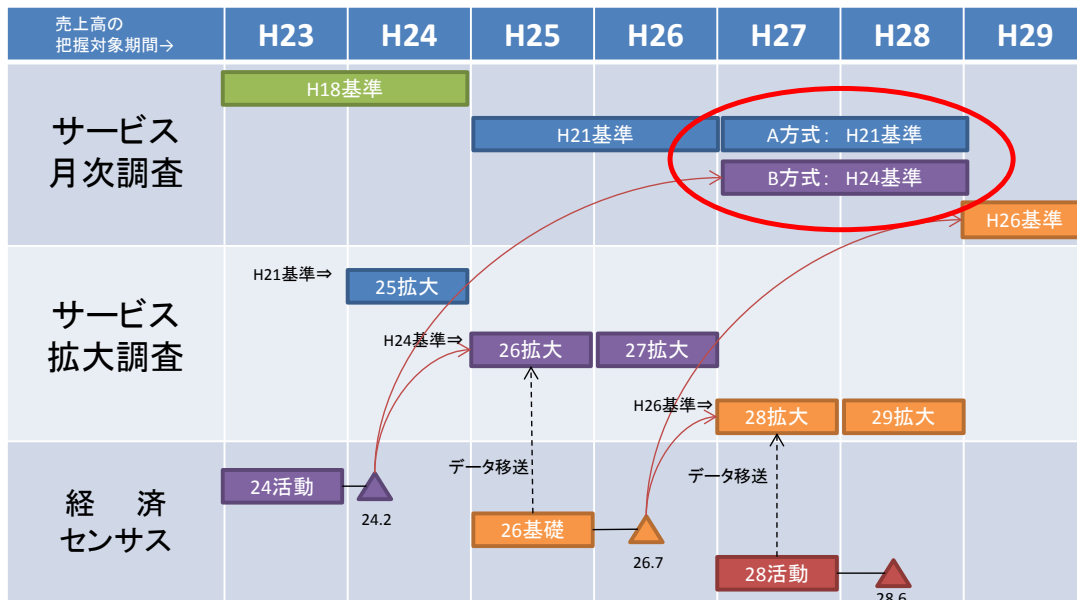 売上高の
把握対象期間→
H23
H24
H25
H26
H27
H28
H29
サービス
月次調査
H18基準
H21基準
A方式: H21基準
B方式: H24基準
H26基準
サービス
拡大調査
H21基準⇒
25拡大
H24基準⇒
26拡大
27拡大
H26基準⇒
28拡大
29拡大
経 済
センサス
24活動
24.2
データ移送
26基礎
26.7
データ移送
28活動
28.6